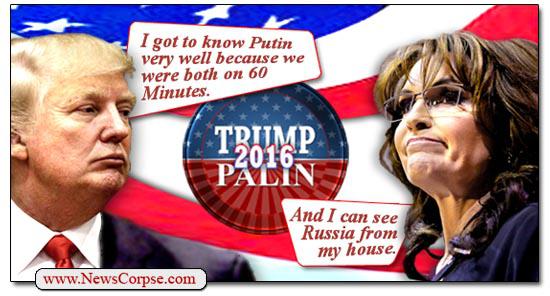 I got to know Putin
very well because we
were both on 60
Minutes.
TRUMP
2016
PALIN
And I can see
Russia from
my house.
www.NewsCorpse.com